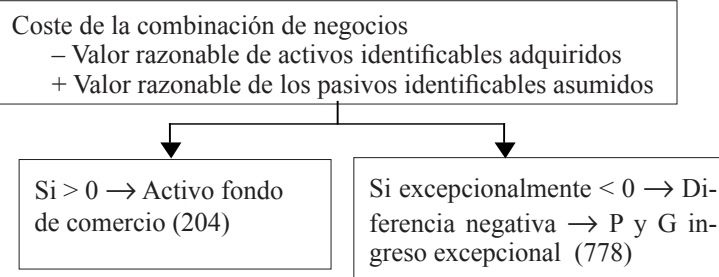 Coste de la combinación de negocios
– Valor razonable de activos identificables adquiridos
+ Valor razonable de los pasivos identificables asumidos
Si > 0 → Activo fondo
de comercio (204)
Si excepcionalmente < 0 → Di-
ferencia negativa → P y G in-
greso excepcional (778)